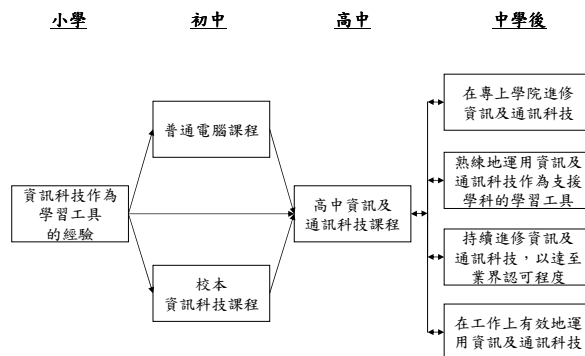 小學
初中
高中
中學後
資訊科技作為
學習工具
的經驗
普通電腦課程
校本
資訊科技課程
高中資訊及
通訊科技課程
在專上學院進修
資訊及通訊科技
熟練地運用資訊及
通訊科技作為支援
學科的學習工具
持續進修資訊及
通訊科技，以達至
業界認可程度
在工作上有效地運
用資訊及通訊科技